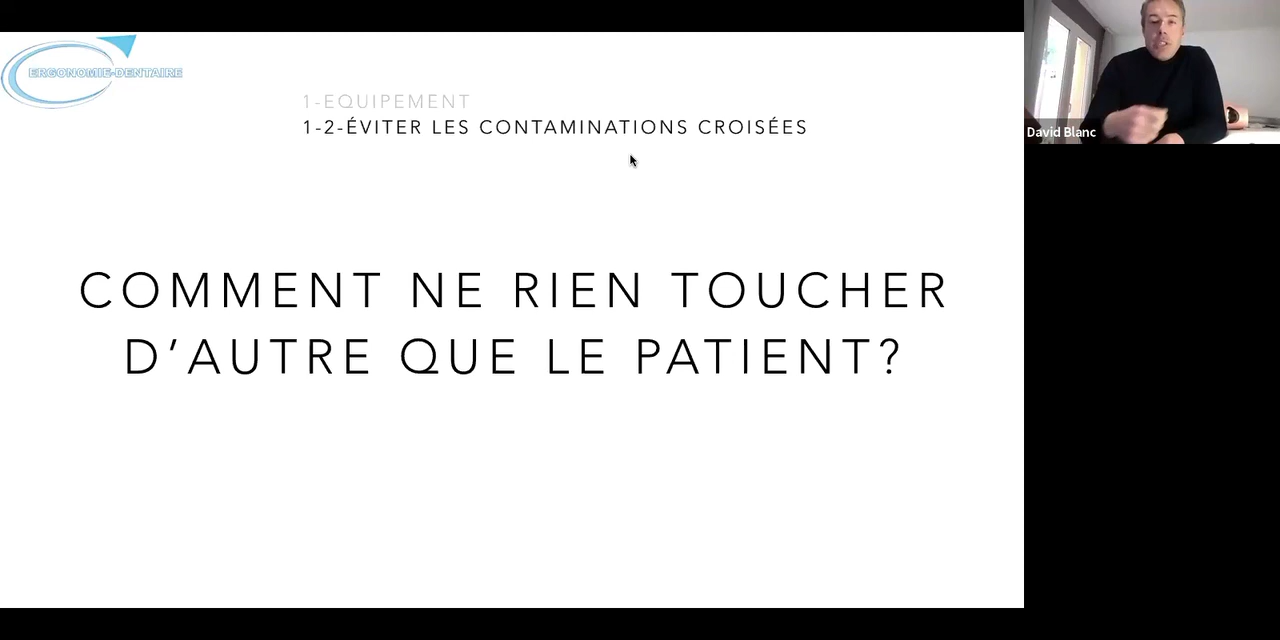 ERGONOMIE-DENTAIRE
1-EQUIPEMENT
1-2-ÉVITER LES CONTAMINATIONS CROISÉES
COMMENT NE RIEN TOUCHER
D’AUTRE QUE LE PATIENT?
David Blanc